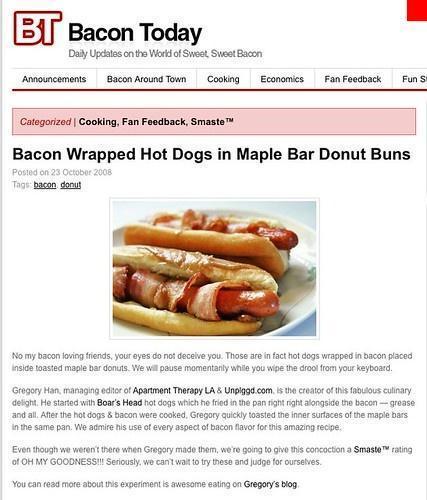 BT Bacon Today
Daily Updates on the World of Sweet, Sweet Bacon
Announcements Bacon Around Town Cooking Economics Fan Feedback Fun S
Categorized | Cooking, Fan Feedback, Smaste™
Bacon Wrapped Hot Dogs in Maple Bar Donut Buns
Posted on 23 October 2008
Tags: bacon, donut
No my bacon loving friends, your eyes do not deceive you. Those are in fact hot dogs wrapped in bacon placed
inside toasted maple bar donuts. We will pause momentarily while you wipe the drool from your keyboard.
Gregory Han, managing editor of Apartment Therapy LA & Unplggd.com, is the creator of this fabulous culinary
delight. He started with Boar's Head hot dogs which he fried in the pan right right alongside the bacon — grease
and all. After the hot dogs & bacon were cooked, Gregory quickly toasted the inner surfaces of the maple bars
in the same pan. We admire his use of every aspect of bacon flavor for this amazing recipe.
Even though we weren't there when Gregory made them, we're going to give this concoction a Smaste™ rating
of OH MY GOODNESS!!! Seriously, we can't wait to try these and judge for ourselves.
You can read more about this experiment is awesome eating on Gregory's blog.